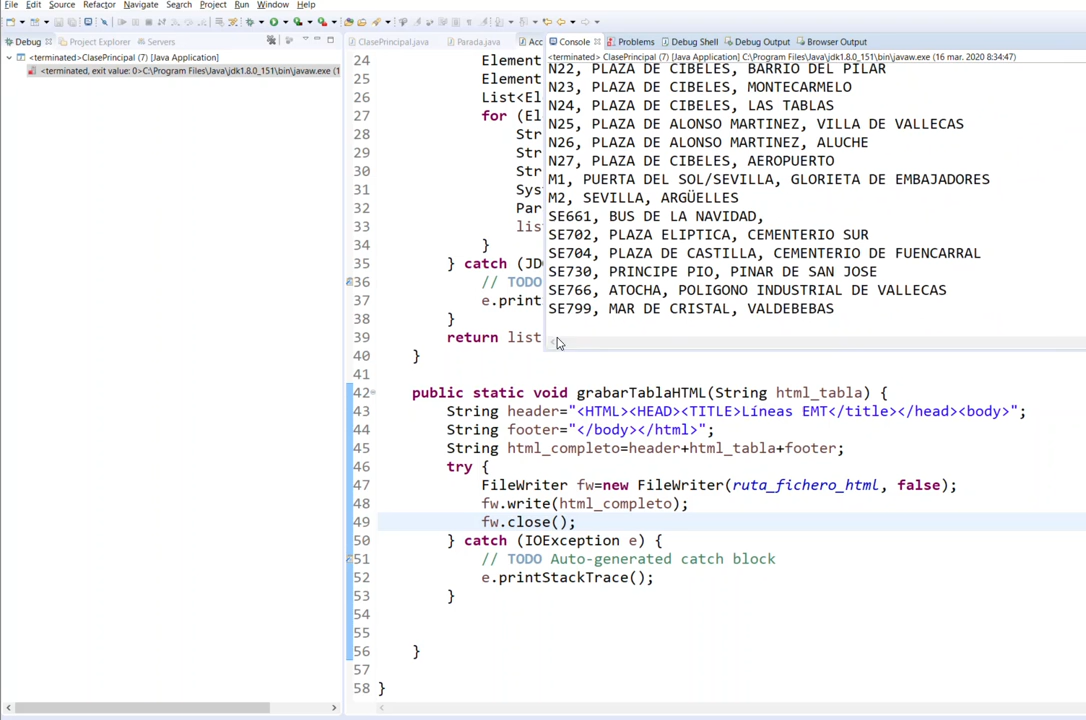 File Edit Source Refactor Navigate Search Project Run Window Help
Debug Project Explorer Servers
<terminated>ClasePrincipal (7) [Java Application]
<terminated, exit value: 0>C:\Program Files\Java\jdk1.8.0_151\bin\javaw.exe (1
ClasePrincipal.java Parada.java Acc
Console Problems Debug Shell Debug Output Browser Output
<terminated> ClasePrincipal (7) [Java Application] C:\Program Files\Java\jdk1.8.0_151\bin\javaw.exe (16 mar. 2020 8:34:47)
N22, PLAZA DE CIBELES, BARRIO DEL PILAR
N23, PLAZA DE CIBELES, MONTECARMELO
N24, PLAZA DE CIBELES, LAS TABLAS
N25, PLAZA DE ALONSO MARTINEZ, VILLA DE VALLECAS
N26, PLAZA DE ALONSO MARTINEZ, ALUCHE
N27, PLAZA DE CIBELES, AEROPUERTO
M1, PUERTA DEL SOL/SEVILLA, GLORIETA DE EMBAJADORES
M2, SEVILLA, ARGÜELLES
SE661, BUS DE LA NAVIDAD,
SE702, PLAZA ELIPTICA, CEMENTERIO SUR
SE704, PLAZA DE CASTILLA, CEMENTERIO DE FUENCARRAL
SE730, PRINCIPE PIO, PINAR DE SAN JOSE
SE766, ATOCHA, POLIGONO INDUSTRIAL DE VALLECAS
SE799, MAR DE CRISTAL, VALDEBEBAS
24 Element
25 Element
26 List<El
27 for (El
28 Str
29 Str
30 Str
31 Sys
32 Par
33 lis
34 }
35 } catch (JD
36 // TODO
37 e.print
38 }
39 return list
40 }
41
42 public static void grabarTablaHTML(String html_tabla) {
43 String header="<HTML><HEAD><TITLE>Líneas EMT</title></head><body>";
44 String footer="</body></html>";
45 String html_completo=header+html_tabla+footer;
46 try {
47 FileWriter fw=new FileWriter(ruta_fichero_html, false);
48 fw.write(html_completo);
49 fw.close();
50 } catch (IOException e) {
51 // TODO Auto-generated catch block
52 e.printStackTrace();
53 }
54
55
56 }
57
58 }